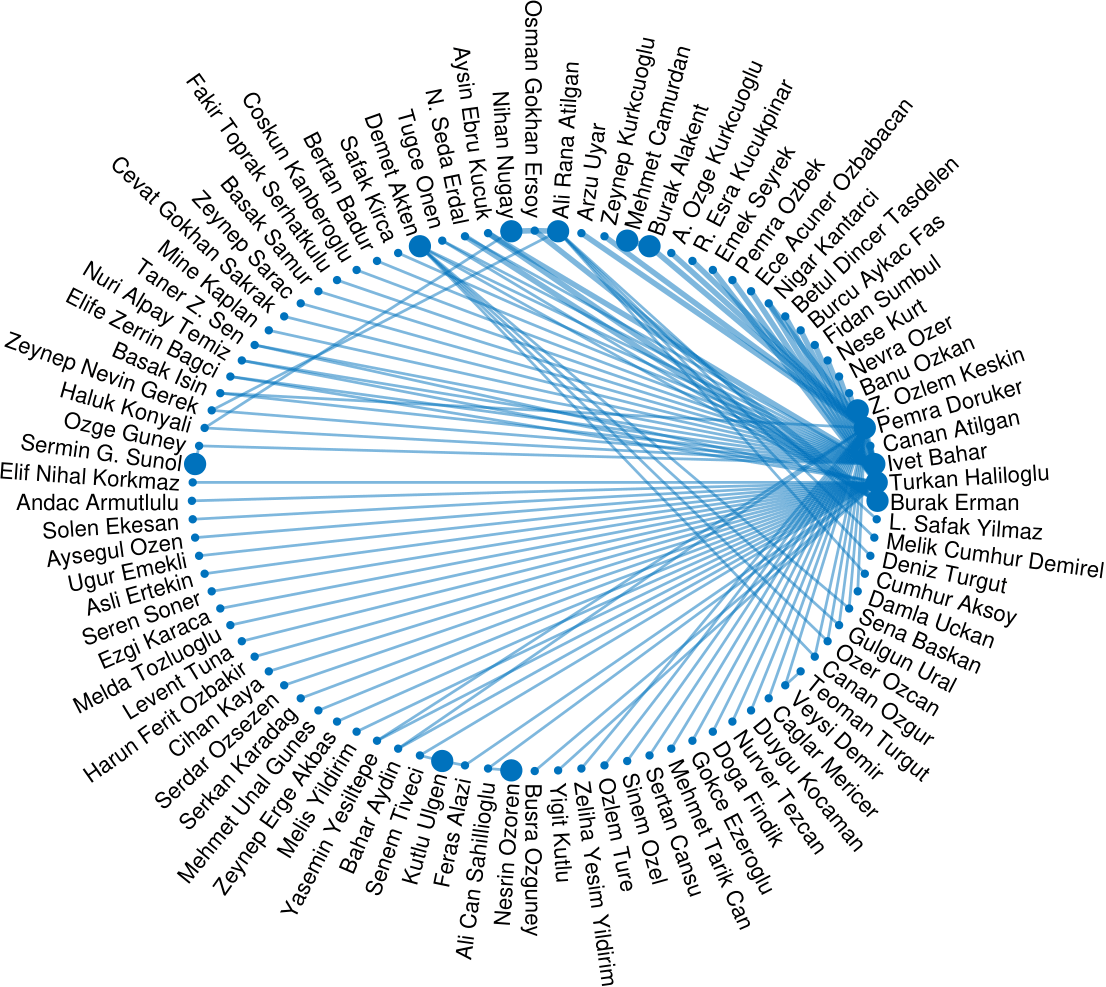 Osman Gokhan Ersoy
Ali Rana Atilgan
Arzu Uyar
Zeynep Kurkcuoglu
Mehmet Camurdan
Burak Alakent
A. Ozge Kurkcuoglu
R. Esra Kucukpinar
Emek Seyrek
Pemra Ozbek
Ece Acuner Ozbabacan
Nigar Kantarci
Betul Dincer Tasdelen
Burcu Aykac Fas
Fidan Sumbul
Nese Kurt
Nevra Ozer
Banu Ozkan
Z. Ozlem Keskin
Pemra Doruker
Canan Atilgan
Ivet Bahar
Turkan Haliloglu
Burak Erman
L. Safak Yilmaz
Melik Cumhur Demirel
Deniz Turgut
Cumhur Aksoy
Damla Uckan
Sena Baskan
Gulgun Ural
Ozer Ozcan
Canan Ozgur
Teoman Turgut
Veysi Demir
Caglar Mericer
Duygu Kocaman
Nurver Tezcan
Doga Findik
Gokce Ezeroglu
Mehmet Tarik Can
Sertan Cansu
Sinem Ozel
Ozlem Ture
Zeliha Yesim Yildirim
Yigit Kutlu
Busra Ozguney
Nesrin Ozoren
Ali Can Sahillioglu
Feras Alazi
Kutlu Ulgen
Senem Tiveci
Bahar Aydin
Yasemin Yesiltepe
Melis Yildirim
Zeynep Erge Akbas
Mehmet Unal Gunes
Serkan Karadag
Serdar Ozsezen
Cihan Kaya
Harun Ferit Ozbakir
Levent Tuna
Melda Tozluoglu
Ezgi Karaca
Seren Soner
Asli Ertekin
Ugur Emekli
Aysegul Ozen
Solen Ekesan
Andac Armutlulu
Elif Nihal Korkmaz
Sermin G. Sunol
Ozge Guney
Haluk Konyali
Zeynep Nevin Gerek
Basak Isin
Elife Zerrin Bagci
Nuri Alpay Temiz
Taner Z. Sen
Mine Kaplan
Cevat Gokhan Sakrak
Zeynep Sarac
Basak Samur
Fakir Toprak Serhatkulu
Coskun Kanberoglu
Bertan Badur
Safak Kirca
Demet Akten
Tugce Onen
N. Seda Erdal
Aysin Ebru Kucuk
Nihan Nugay